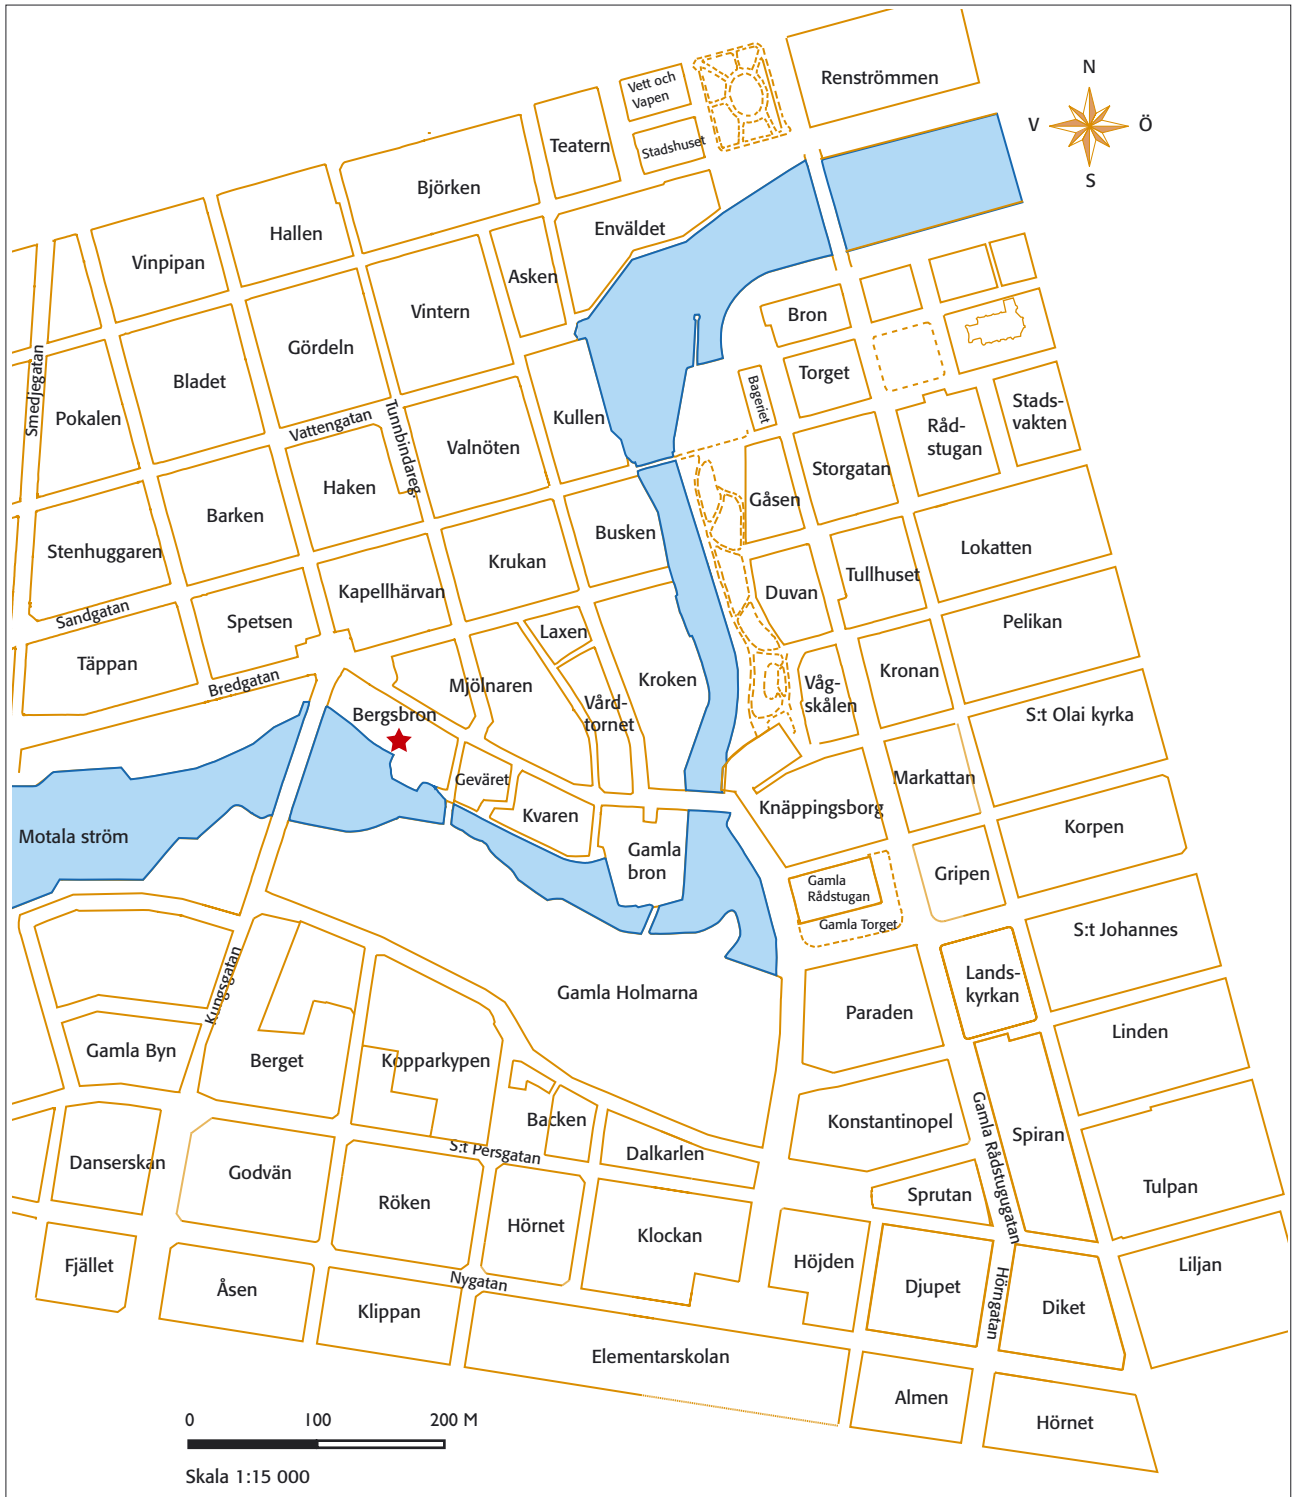 Renströmmen
N
V
Ö
S
Vett och
Vapen
Stadshuset
Teatern
Björken
Hallen
Vinpipan
Enväldet
Asken
Vintern
Gördeln
Bladet
Pokalen
Smedjegatan
Vattengatan
Tunnbindareg.
Kullen
Valnöten
Haken
Barken
Stenhuggaren
Bron
Torget
Bageriet
Råd-
stugan
Stads-
vakten
Storgatan
Gåsen
Lokatten
Tullhuset
Duvan
Pelikan
Busken
Krukan
Kapellhärvan
Spetsen
Sandgatan
Täppan
Bredgatan
Laxen
Mjölnaren
Vård-
tornet
Kroken
Våg-
skålen
Kronan
S:t Olai kyrka
Bergsbron
Geväret
Kvaren
Markattan
Knäppingsborg
Korpen
Motala ström
Gamla
bron
Gamla
Rådstugan
Gamla Torget
Gripen
S:t Johannes
Lands-
kyrkan
Gamla Holmarna
Paraden
Linden
Kungsgatan
Gamla Byn
Berget
Kopparkypen
Backen
Konstantinopel
Gamla Rådstugugatan
Spiran
S:t Persgatan
Dalkarlen
Danserskan
Godvän
Röken
Hörnet
Klockan
Sprutan
Tulpan
Fjället
Åsen
Klippan
Nygatan
Höjden
Djupet
Hörngatan
Diket
Liljan
Elementarskolan
Almen
Hörnet
0 100 200 M
Skala 1:15 000